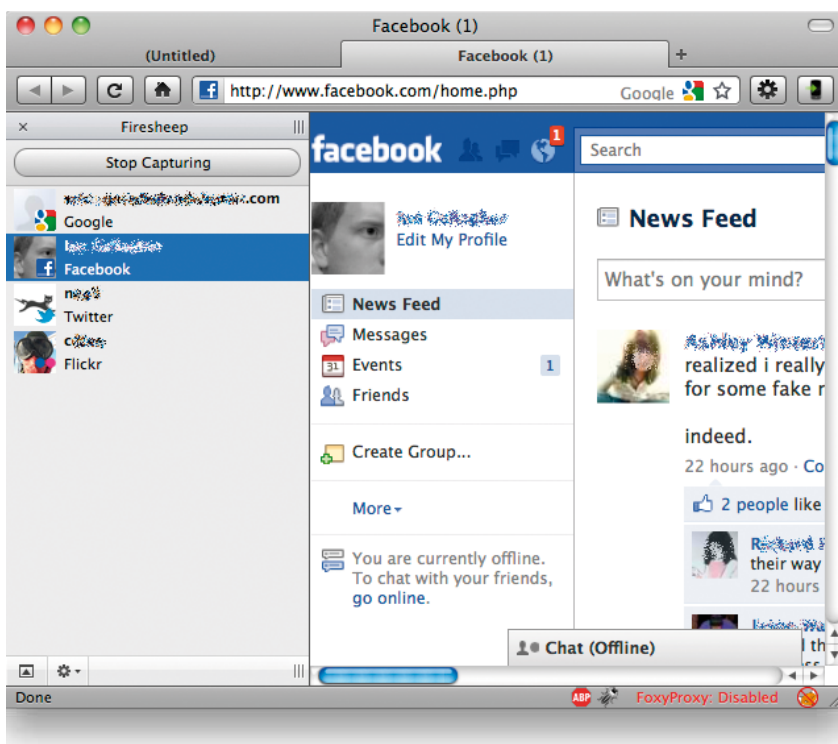 Facebook (1)
(Untitled)
Facebook (1)
+
http://www.facebook.com/home.php
Google
Firesheep
Stop Capturing
.com
Google
Facebook
Twitter
Flickr
facebook
1
Search
Edit My Profile
News Feed
Messages
31
Events
1
Friends
Create Group...
More
You are currently offline.
To chat with your friends,
go online.
News Feed
What's on your mind?
realized i really
for some fake
indeed.
22 hours ago · Co
2 people like
their way
22 hours
Chat (Offline)
Done
ABP
FoxyProxy: Disabled